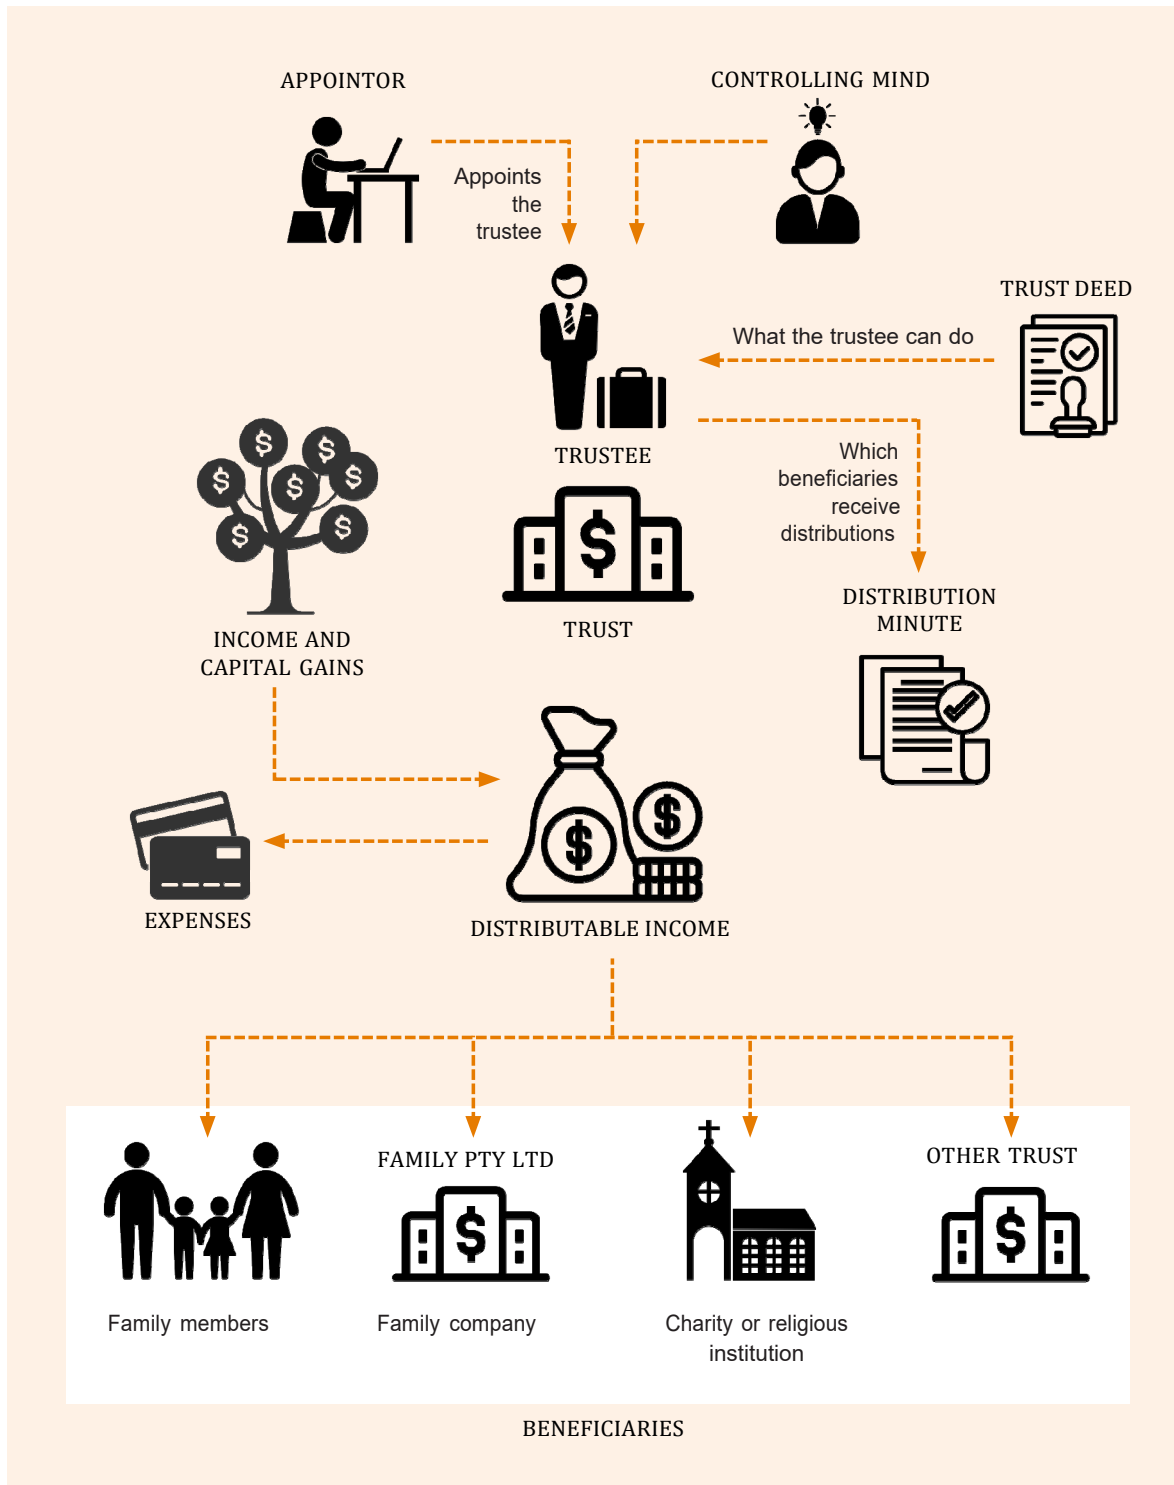 APPOINTOR
CONTROLLING MIND
Appoints
the
trustee
TRUST DEED
What the trustee can do
TRUSTEE
Which
beneficiaries
receive
distributions
$
$
$
$
$
$
$
$
TRUST
DISTRIBUTION
MINUTE
INCOME AND
CAPITAL GAINS
$
$
EXPENSES
DISTRIBUTABLE INCOME
FAMILY PTY LTD
OTHER TRUST
$
$
Family members
Family company
Charity or religious
institution
BENEFICIARIES